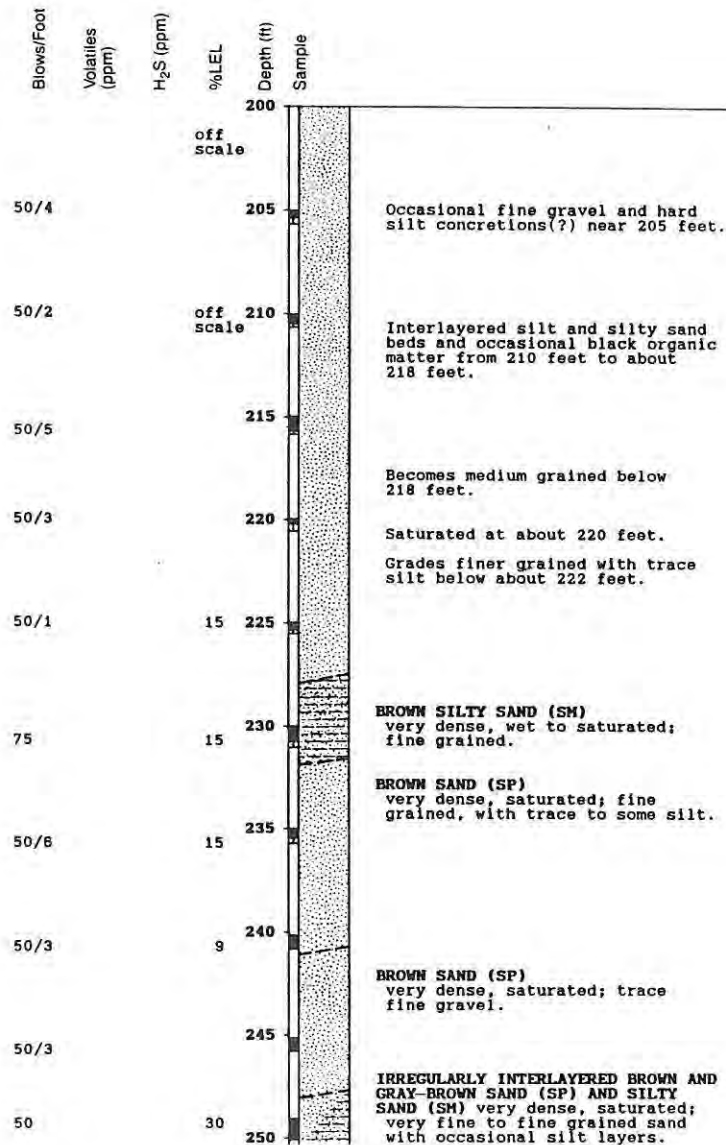 Blows/Foot
Volatiles
(ppm)
H₂S (ppm)
%LEL
Depth (ft)
Sample
200
off
scale
50/4
205
Occasional fine gravel and hard
silt concretions(?) near 205 feet.
50/2
off
scale
210
Interlayered silt and silty sand
beds and occasional black organic
matter from 210 feet to about
218 feet.
50/5
215
Becomes medium grained below
218 feet.
50/3
220
Saturated at about 220 feet.
Grades finer grained with trace
silt below about 222 feet.
50/1
15
225
BROWN SILTY SAND (SM)
very dense, wet to saturated;
fine grained.
75
15
230
BROWN SAND (SP)
very dense, saturated; fine
grained, with trace to some silt.
50/6
15
235
50/3
9
240
BROWN SAND (SP)
very dense, saturated; trace
fine gravel.
50/3
245
IRREGULARLY INTERLAYERED BROWN AND
GRAY-BROWN SAND (SP) AND SILTY
SAND (SM) very dense, saturated;
very fine to fine grained sand
with occasional silt layers.
50
30
250